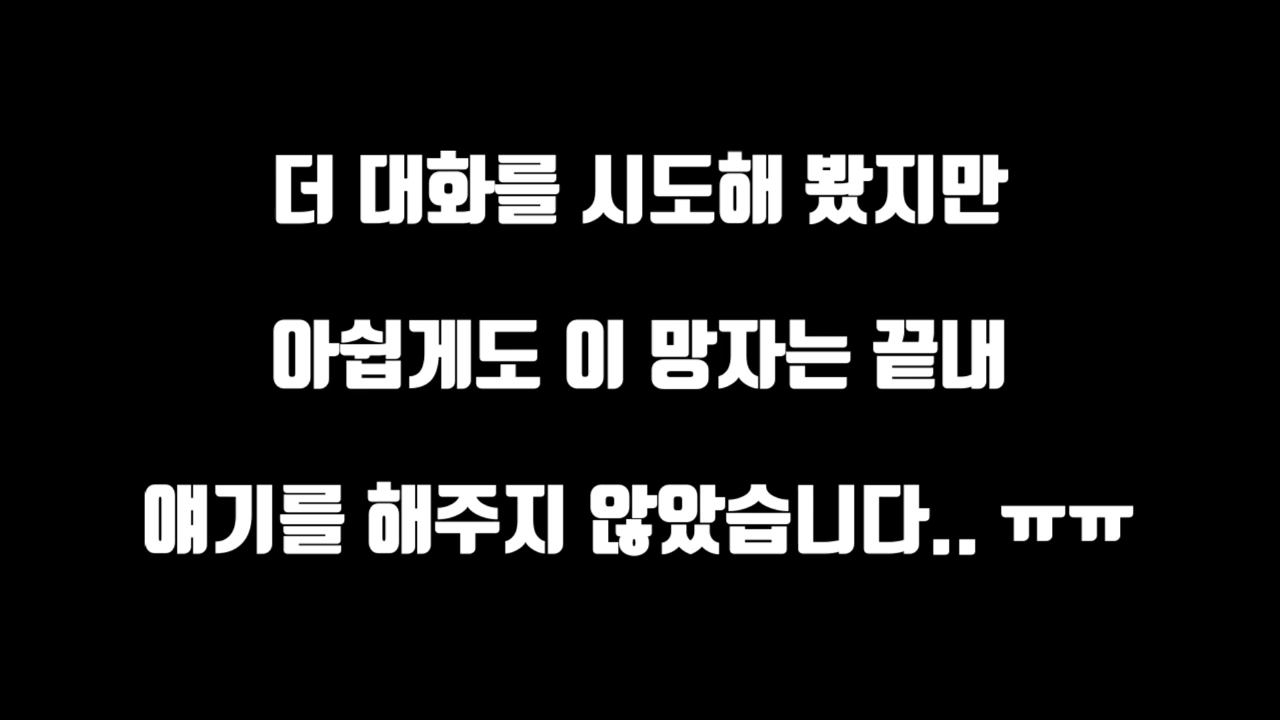 더 대화를 시도해 봤지만
아쉽게도 이 망자는 끝내
얘기를 해주지 않았습니다.. ㅠㅠ